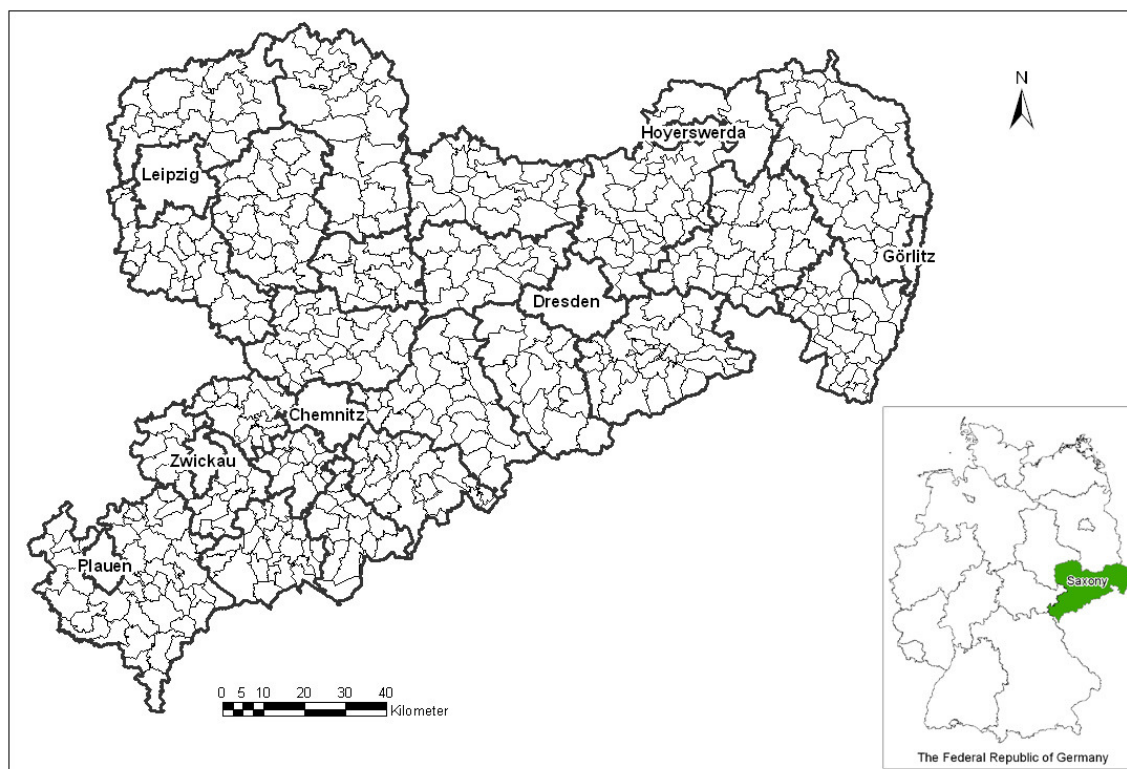 N
Hoyerswerda
Leipzig
Görlitz
Dresden
Chemnitz
Zwickau
Plauen
Saxony
0 5 10 20 30 40
Kilometer
The Federal Republic of Germany